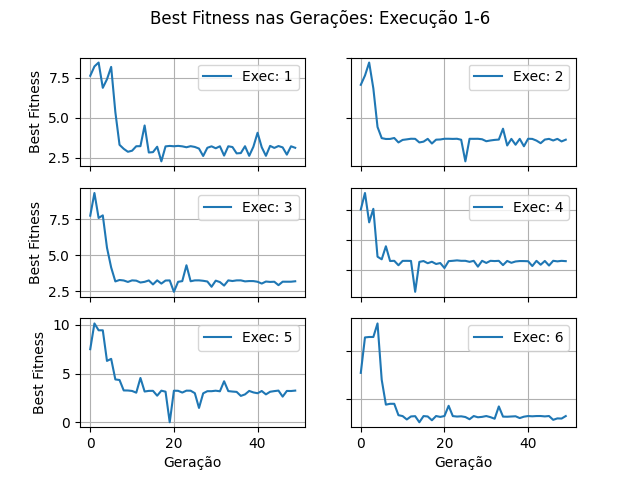 Best Fitness nas Gerações: Execução 1-6
Best Fitness
7.5
5.0
2.5
Exec: 1
Exec: 2
Best Fitness
7.5
5.0
2.5
Exec: 3
Exec: 4
Best Fitness
10
5
0
Exec: 5
Exec: 6
0 20 40
0 20 40
Geração
Geração